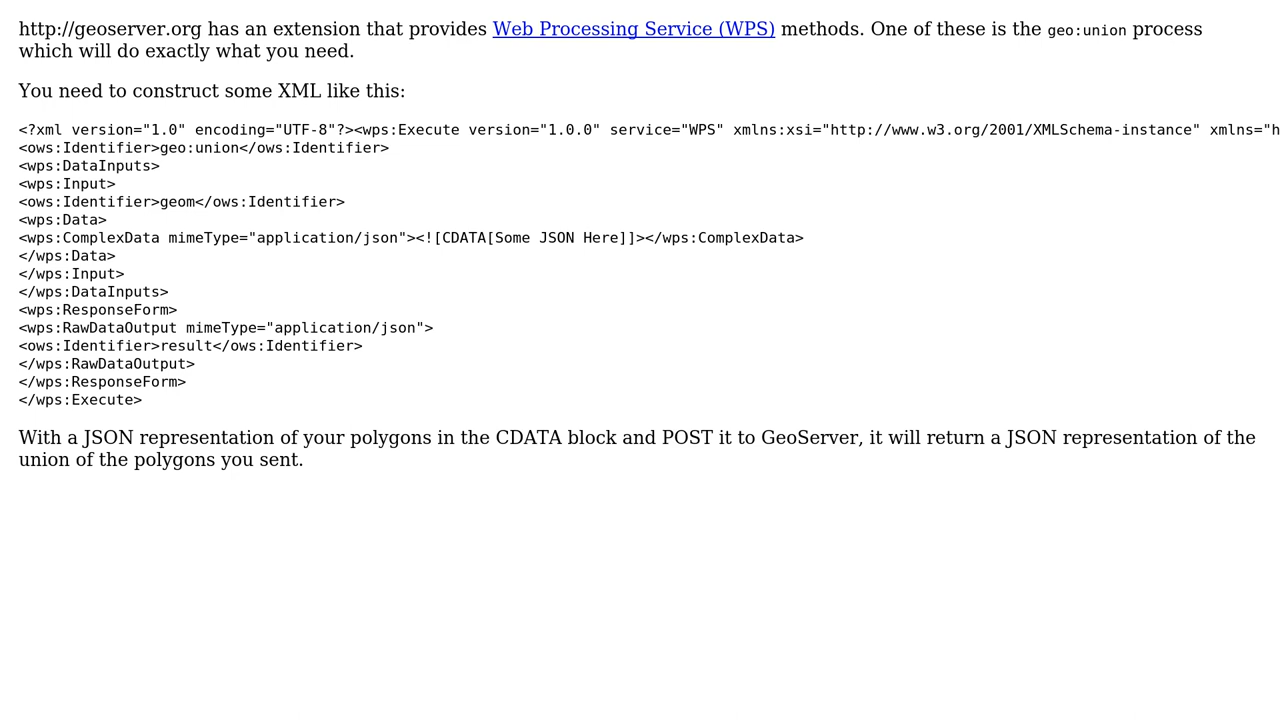 http://geoserver.org has an extension that provides Web Processing Service (WPS) methods. One of these is the geo:union process
which will do exactly what you need.
You need to construct some XML like this:
<?xml version="1.0" encoding="UTF-8"?><wps:Execute version="1.0.0" service="WPS" xmlns:xsi="http://www.w3.org/2001/XMLSchema-instance" xmlns="h
<ows:Identifier>geo:union</ows:Identifier>
<wps:DataInputs>
<wps:Input>
<ows:Identifier>geom</ows:Identifier>
<wps:Data>
<wps:ComplexData mimeType="application/json"><![CDATA[Some JSON Here]]></wps:ComplexData>
</wps:Data>
</wps:Input>
</wps:DataInputs>
<wps:ResponseForm>
<wps:RawDataOutput mimeType="application/json">
<ows:Identifier>result</ows:Identifier>
</wps:RawDataOutput>
</wps:ResponseForm>
</wps:Execute>
With a JSON representation of your polygons in the CDATA block and POST it to GeoServer, it will return a JSON representation of the
union of the polygons you sent.